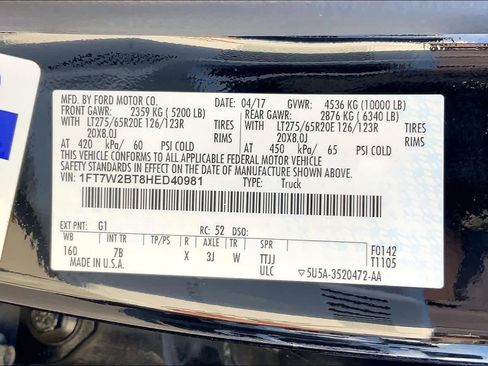 MFD. BY FORD MOTOR CO. 04/17 GVWR: 4536 KG (10000 LB)
FRONT GAWR: 2359 KG ( 5200 LB) REAR GAWR: 2876 KG ( 6340 LB)
WITH LT275/65R20E 126/123R TIRES WITH LT275/65R20E 126/123R TIRES
20X8.0J RIMS 20X8.0J RIMS
AT 420 kPa/ 60 PSI COLD AT 450 kPa/ 65 PSI COLD
THIS VEHICLE CONFORMS TO ALL APPLICABLE FEDERAL MOTOR VEHICLE
SAFETY STANDARDS IN EFFECT ON THE DATE OF MANUFACTURE SHOWN ABOVE.
VIN: 1FT7W2BT8HED40981 TYPE: Truck
EXT PNT: G1 RC: 52 DSO:
WB INT TR TP/PS R AXLE TR SPR F0142
160 7B X 3J W TTJJ T1105
MADE IN U.S.A. ULC ▽5U5A-3520472-AA